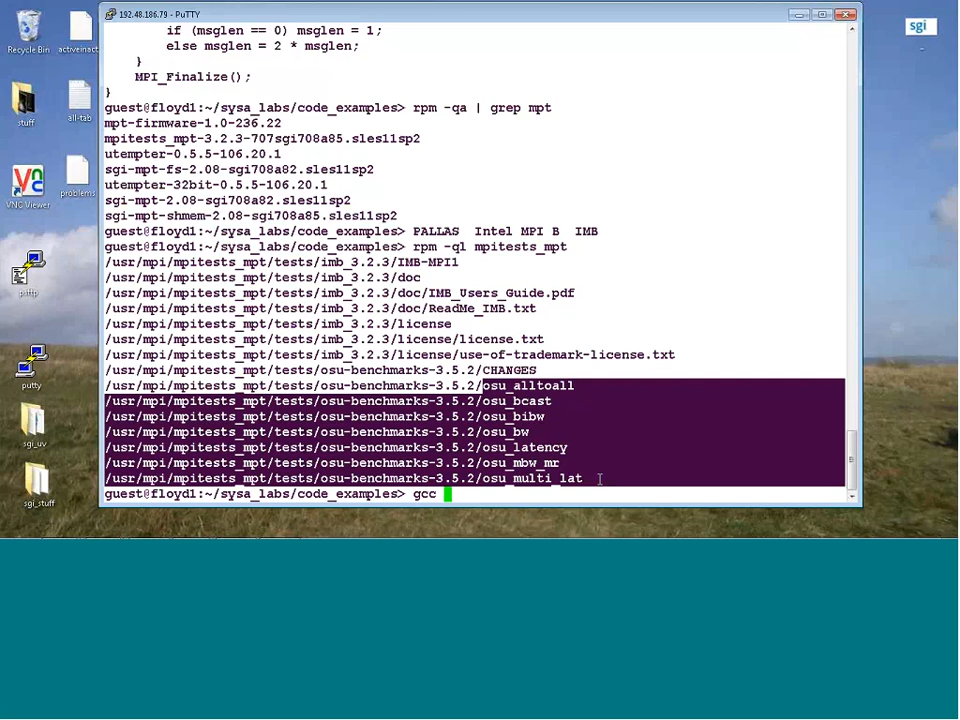 192.48.186.79 - PuTTY
if (msglen == 0) msglen = 1;
else msglen = 2 * msglen;
}
MPI_Finalize();
}
guest@floyd1:~/sysa_labs/code_examples> rpm -qa | grep mpt
mpt-firmware-1.0-236.22
mpitests_mpt-3.2.3-707sgi708a85.sles11sp2
utempter-0.5.5-106.20.1
sgi-mpt-fs-2.08-sgi708a82.sles11sp2
utempter-32bit-0.5.5-106.20.1
sgi-mpt-2.08-sgi708a82.sles11sp2
sgi-mpt-shmem-2.08-sgi708a85.sles11sp2
guest@floyd1:~/sysa_labs/code_examples> PALLAS  Intel MPI B  IMB
guest@floyd1:~/sysa_labs/code_examples> rpm -ql mpitests_mpt
/usr/mpi/mpitests_mpt/tests/imb_3.2.3/IMB-MPI1
/usr/mpi/mpitests_mpt/tests/imb_3.2.3/doc
/usr/mpi/mpitests_mpt/tests/imb_3.2.3/doc/IMB_Users_Guide.pdf
/usr/mpi/mpitests_mpt/tests/imb_3.2.3/doc/ReadMe_IMB.txt
/usr/mpi/mpitests_mpt/tests/imb_3.2.3/license
/usr/mpi/mpitests_mpt/tests/imb_3.2.3/license/license.txt
/usr/mpi/mpitests_mpt/tests/imb_3.2.3/license/use-of-trademark-license.txt
/usr/mpi/mpitests_mpt/tests/osu-benchmarks-3.5.2/CHANGES
/usr/mpi/mpitests_mpt/tests/osu-benchmarks-3.5.2/osu_alltoall
/usr/mpi/mpitests_mpt/tests/osu-benchmarks-3.5.2/osu_bcast
/usr/mpi/mpitests_mpt/tests/osu-benchmarks-3.5.2/osu_bibw
/usr/mpi/mpitests_mpt/tests/osu-benchmarks-3.5.2/osu_bw
/usr/mpi/mpitests_mpt/tests/osu-benchmarks-3.5.2/osu_latency
/usr/mpi/mpitests_mpt/tests/osu-benchmarks-3.5.2/osu_mbw_mr
/usr/mpi/mpitests_mpt/tests/osu-benchmarks-3.5.2/osu_multi_lat
guest@floyd1:~/sysa_labs/code_examples> gcc
Recycle Bin
activeinact
stuff
all-tab
VNC Viewer
problems
psftp
putty
sgi_uv
sgi_stuff
sgi